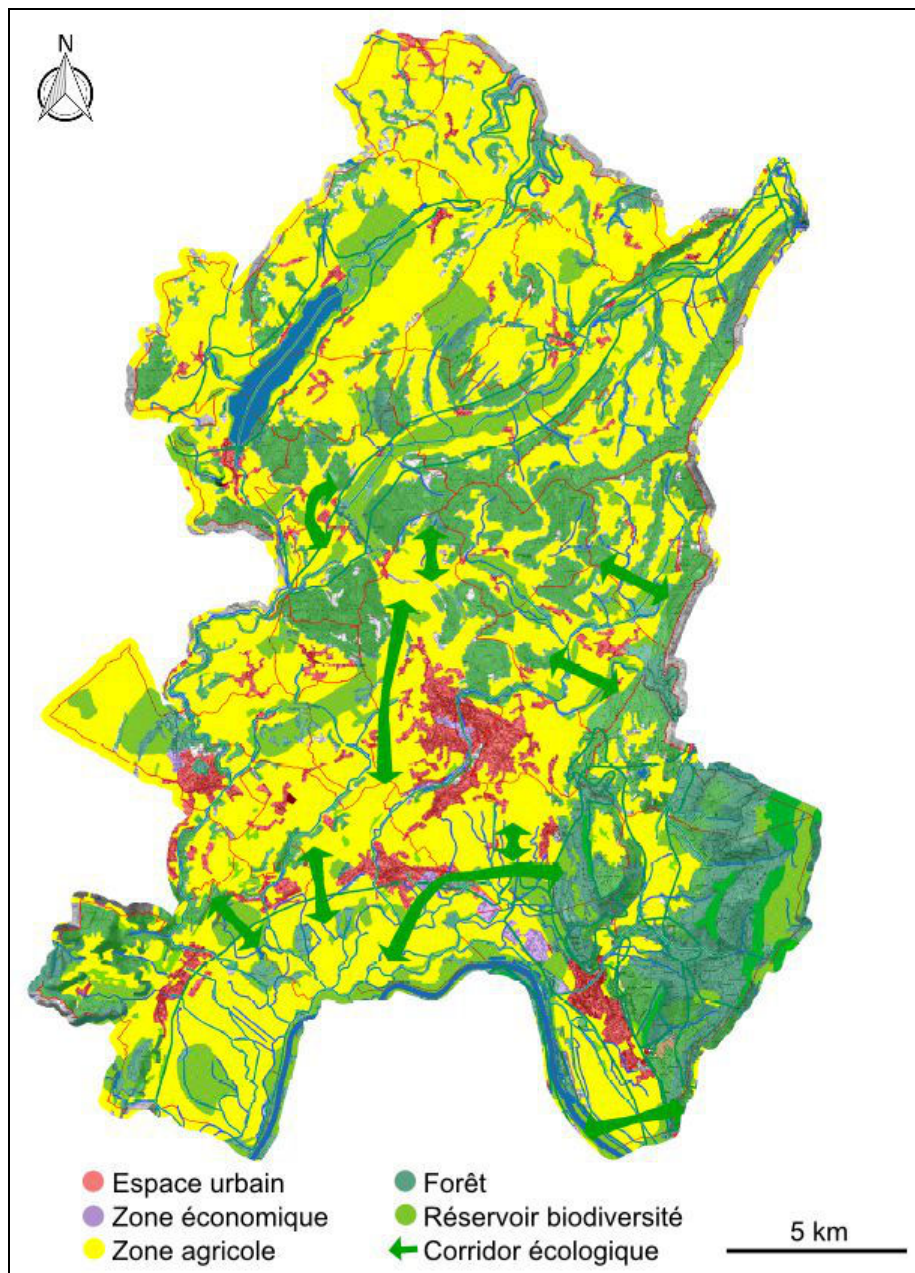 N
Espace urbain
Zone économique
Zone agricole
Forêt
Réservoir biodiversité
Corridor écologique
5 km